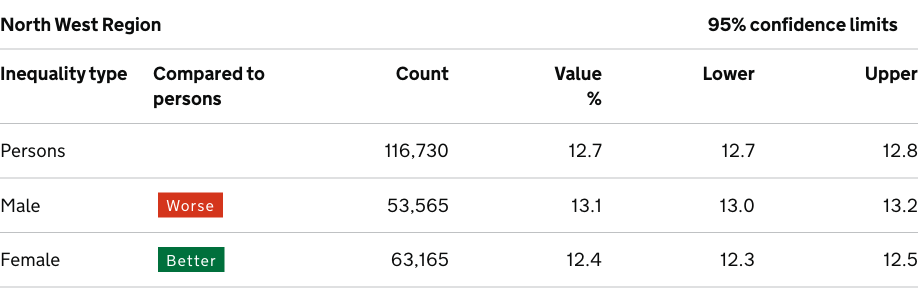 North West Region 95% confidence limits
Inequality type Compared to persons Count Value % Lower Upper
Persons 116,730 12.7 12.7 12.8
Male Worse 53,565 13.1 13.0 13.2
Female Better 63,165 12.4 12.3 12.5